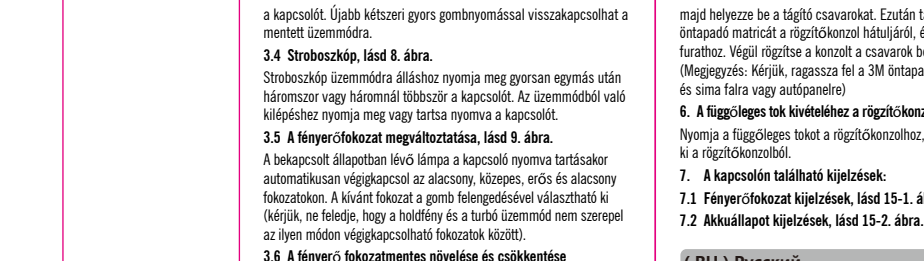 a kapcsolót. Újabb kétszeri gyors gombnyomással visszakapcsolhat a
mentett üzemmódra.
3.4 Stroboszkóp, lásd 8. ábra.
Stroboszkóp üzemmódra álláshoz nyomja meg gyorsan egymás után
háromszor vagy háromnál többször a kapcsolót. Az üzemmódból való
kilépéshez nyomja meg vagy tartsa nyomva a kapcsolót.
3.5 A fényerőfokozat megváltoztatása, lásd 9. ábra.
A bekapcsolt állapotban lévő lámpa a kapcsoló nyomva tartásakor
automatikusan végigkapcsol az alacsony, közepes, erős és alacsony
fokozatokon. A kívánt fokozat a gomb felengedésével választható ki
(kérjük, ne feledje, hogy a holdfény és a turbó üzemmód nem szerepel
az ilyen módon végigkapcsolható fokozatok között).
3.6 A fényerő fokozatmentes növelése és csökkentése
majd helyezze be a tágító csavarokat. Ezután t
öntapadó matricát a rögzítőkonzol hátuljáról, é
furathoz. Végül rögzítse a konzolt a csavarok b
(Megjegyzés: Kérjük, ragassza fel a 3M öntapa
és sima falra vagy autópanelre)
6. A függőleges tok kivételéhez a rögzítőkonz
Nyomja a függőleges tokot a rögzítőkonzolhoz,
ki a rögzítőkonzolból.
7. A kapcsolón található kijelzések:
7.1 Fényerőfokozat kijelzések, lásd 15-1. á
7.2 Akkuállapot kijelzések, lásd 15-2. ábra.
( RU ) Русский